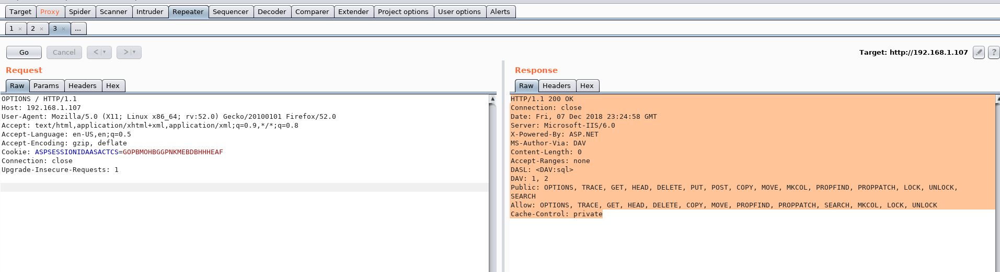 Target Proxy Spider Scanner Intruder Repeater Sequencer Decoder Comparer Extender Project options User options Alerts
1 × 2 × 3 × ...
Go Cancel < ▾ > ▾ Target: http://192.168.1.107 ?
Request
Raw Params Headers Hex
OPTIONS / HTTP/1.1
Host: 192.168.1.107
User-Agent: Mozilla/5.0 (X11; Linux x86_64; rv:52.0) Gecko/20100101 Firefox/52.0
Accept: text/html,application/xhtml+xml,application/xml;q=0.9,*/*;q=0.8
Accept-Language: en-US,en;q=0.5
Accept-Encoding: gzip, deflate
Cookie: ASPSESSIONIDAASACTCS=GOPBMOHBGGPNKMEBDBHHHEAF
Connection: close
Upgrade-Insecure-Requests: 1
Response
Raw Headers Hex
HTTP/1.1 200 OK
Connection: close
Date: Fri, 07 Dec 2018 23:24:58 GMT
Server: Microsoft-IIS/6.0
X-Powered-By: ASP.NET
MS-Author-Via: DAV
Content-Length: 0
Accept-Ranges: none
DASL: <DAV:sql>
DAV: 1, 2
Public: OPTIONS, TRACE, GET, HEAD, DELETE, PUT, POST, COPY, MOVE, MKCOL, PROPFIND, PROPPATCH, LOCK, UNLOCK,
SEARCH
Allow: OPTIONS, TRACE, GET, HEAD, DELETE, COPY, MOVE, PROPFIND, PROPPATCH, SEARCH, MKCOL, LOCK, UNLOCK
Cache-Control: private